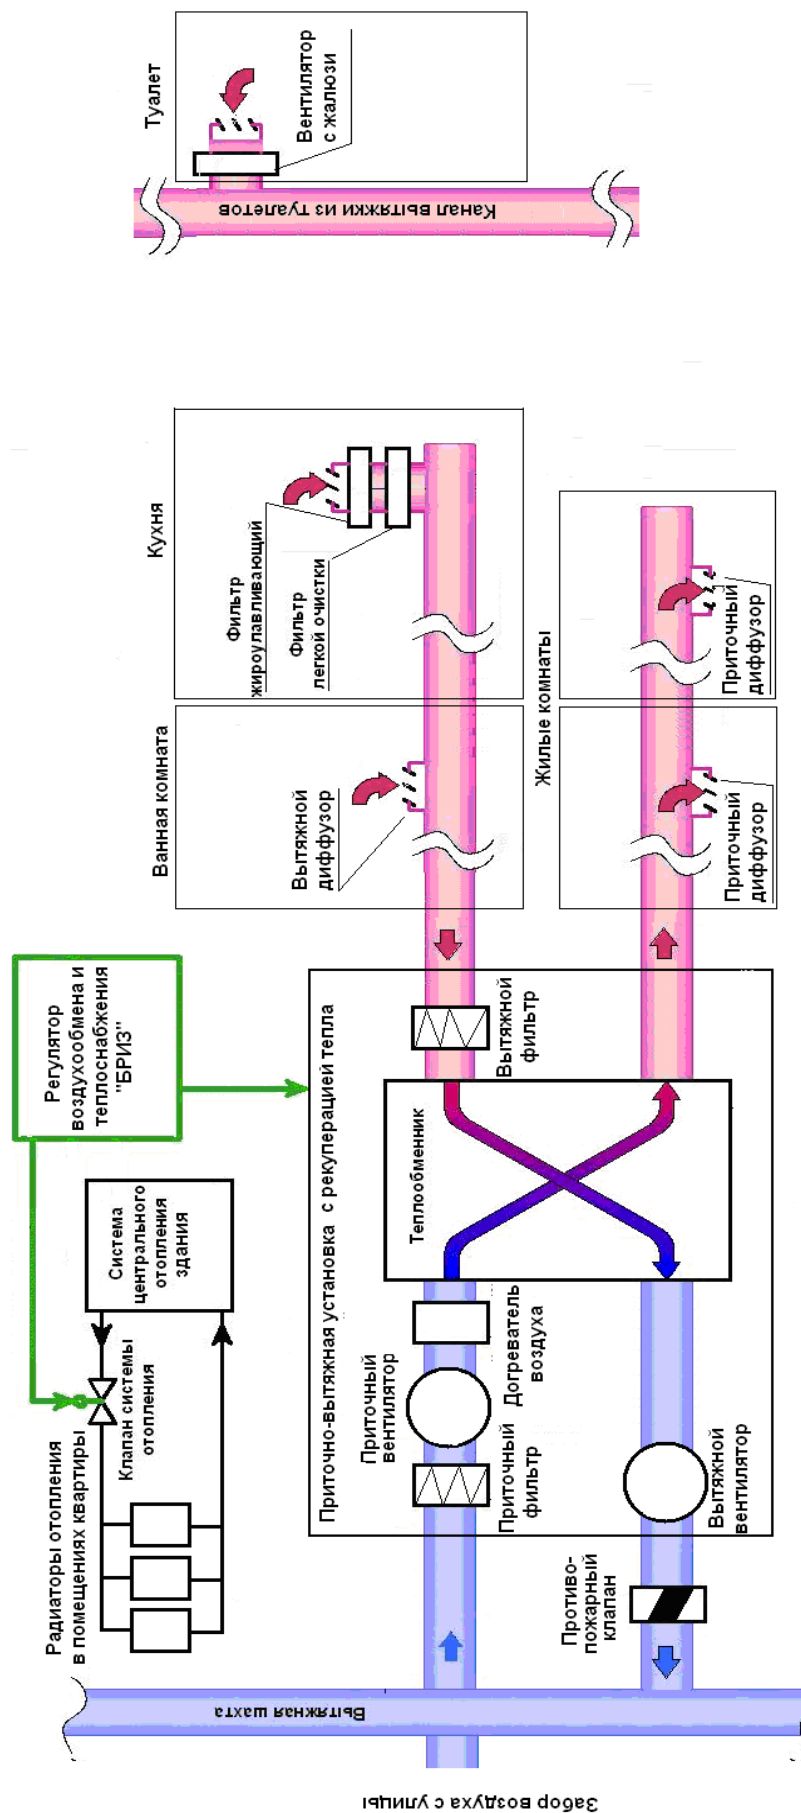 Забор воздуха с улицы
Вытяжная шахта
Радиаторы отопления
в помещениях квартиры
Клапан системы
отопления
Система
центрального
отопления
здания
Регулятор
воздухообмена и
теплоснабжения
"БРИЗ"
Приточно-вытяжная установка с рекуперацией тепла
Приточный
вентилятор
Приточный
фильтр
Догреватель
воздуха
Теплообменник
Вытяжной
фильтр
Вытяжной
вентилятор
Противо-
пожарный
клапан
Ванная комната
Вытяжной
диффузор
Кухня
Фильтр
жироулавливающий
Фильтр
легкой очистки
Жилые комнаты
Приточный
диффузор
Приточный
диффузор
Туалет
Вентилятор
с жалюзи
Канал вытяжки из туалетов